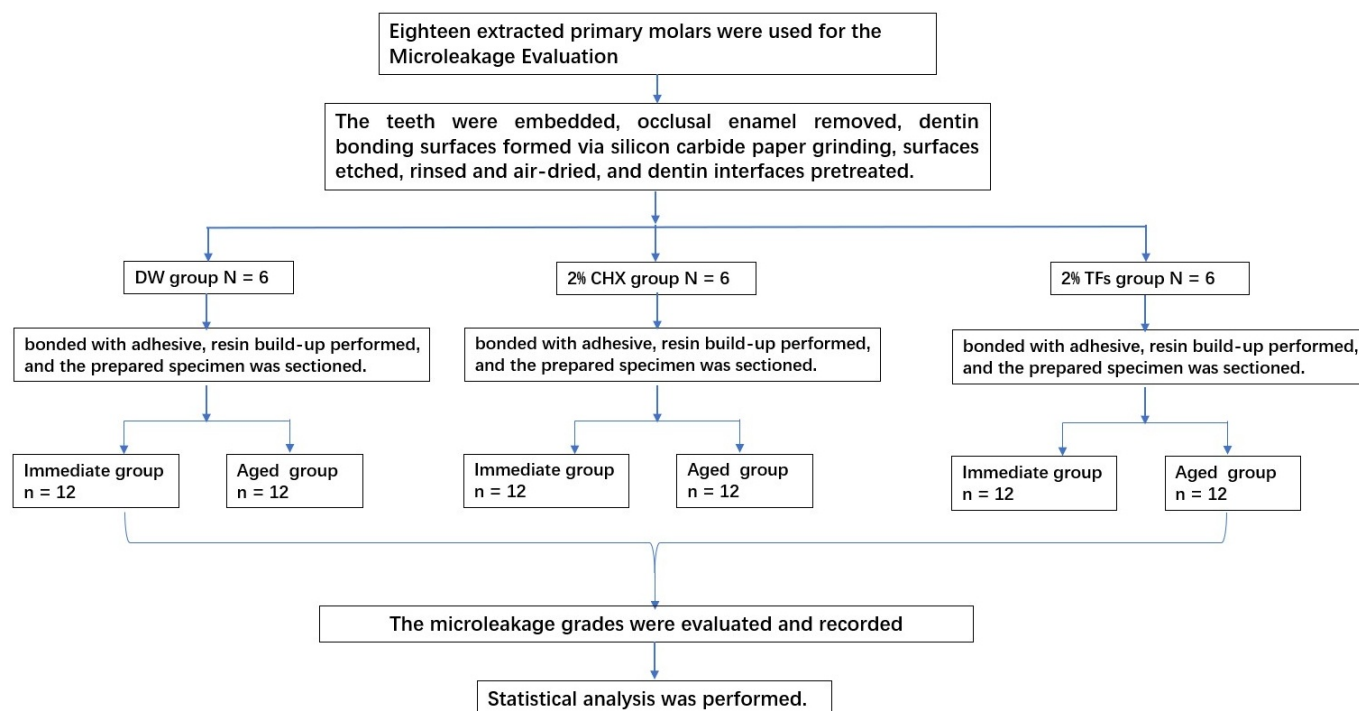 Eighteen extracted primary molars were used for the
Microleakage Evaluation
The teeth were embedded, occlusal enamel removed, dentin
bonding surfaces formed via silicon carbide paper grinding, surfaces
etched, rinsed and air-dried, and dentin interfaces pretreated.
DW group N = 6
2% CHX group N = 6
2% TFs group N = 6
bonded with adhesive, resin build-up performed,
and the prepared specimen was sectioned.
bonded with adhesive, resin build-up performed,
and the prepared specimen was sectioned.
bonded with adhesive, resin build-up performed,
and the prepared specimen was sectioned.
Immediate group
n = 12
Aged group
n = 12
Immediate group
n = 12
Aged group
n = 12
Immediate group
n = 12
Aged group
n = 12
The microleakage grades were evaluated and recorded
Statistical analysis was performed.